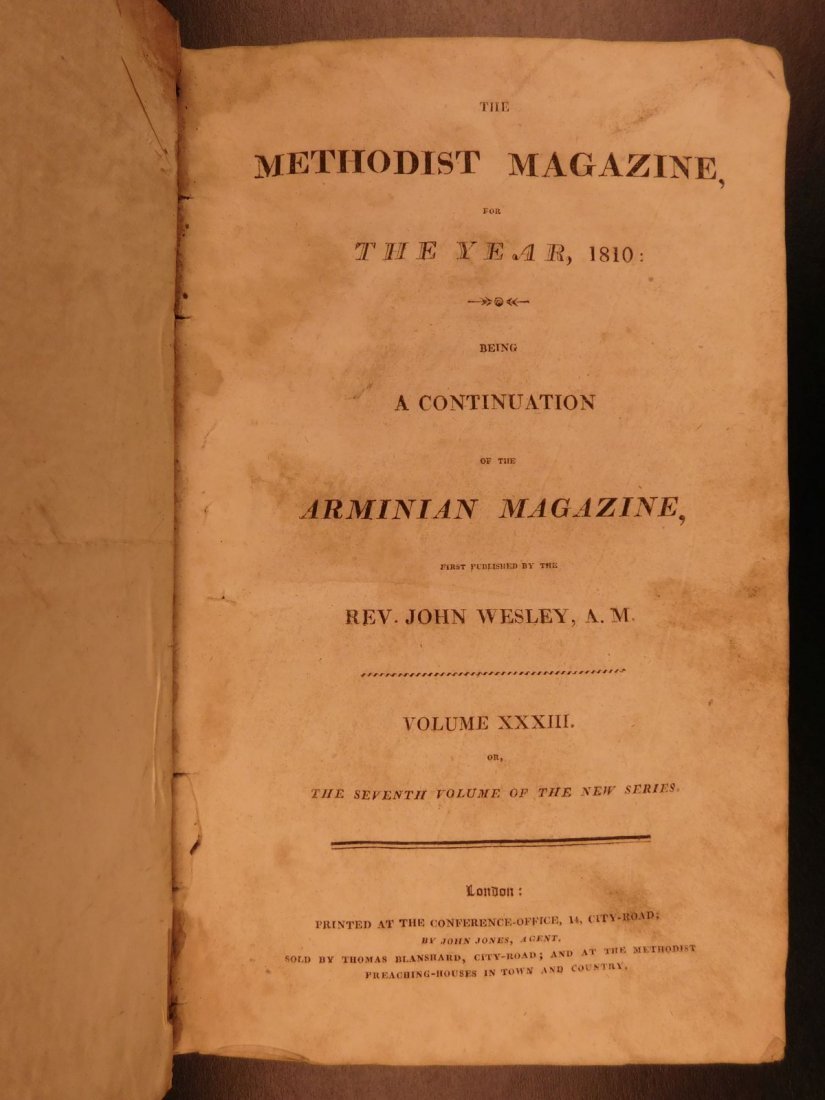 THE
METHODIST MAGAZINE,
FOR
THE YEAR, 1810:
BEING
A CONTINUATION
OF THE
ARMINIAN MAGAZINE,
FIRST PUBLISHED BY THE
REV. JOHN WESLEY, A. M.
VOLUME XXXIII.
OR,
THE SEVENTH VOLUME OF THE NEW SERIES.
London:
PRINTED AT THE CONFERENCE-OFFICE, 14, CITY-ROAD;
BY JOHN JONES, AGENT.
SOLD BY THOMAS BLANSHARD, CITY-ROAD; AND AT THE METHODIST
PREACHING-HOUSES IN TOWN AND COUNTRY.